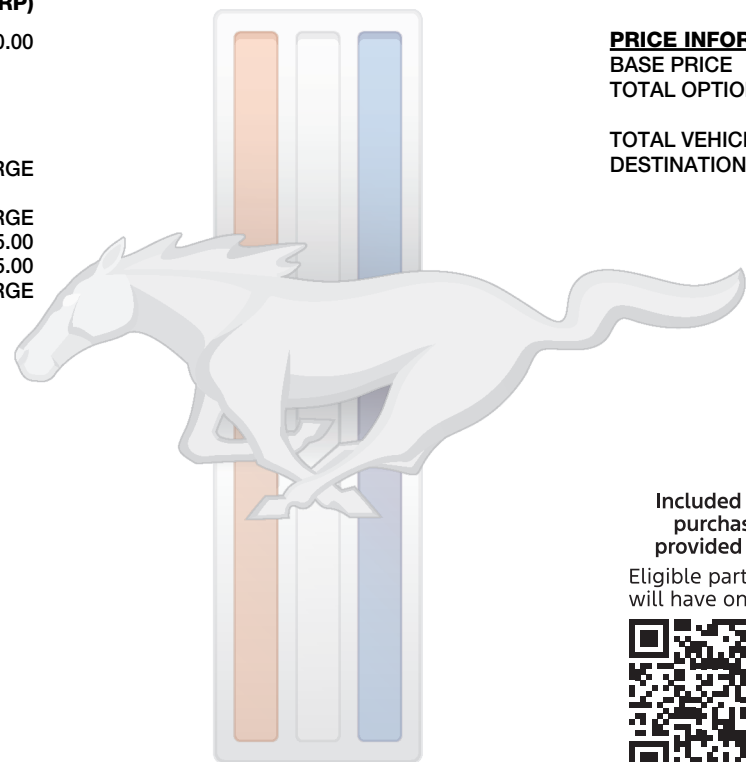 RP)
0.00
RGE
RGE
5.00
5.00
RGE
PRICE INFOR
BASE PRICE
TOTAL OPTIO
TOTAL VEHICL
DESTINATION
Included
purchas
provided
Eligible part
will have on